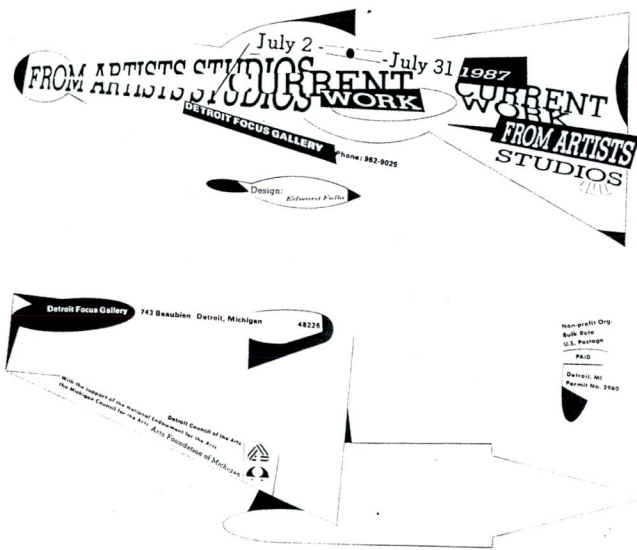 July 2 -
-July 31 1987
FROM ARTISTS STUDIOS CURRENT WORK
CURRENT
WORK
FROM ARTISTS
STUDIOS
DETROIT FOCUS GALLERY
Phone: 962-9025
Design:
Edward Fella
Detroit Focus Gallery 743 Beaubien Detroit, Michigan 48226
Non-profit Org.
Bulk Rate
U.S. Postage
PAID
Detroit, MI
Permit No. 2960
With the support of the National Endowment for the Arts
the Michigan Council for the Arts Arts Foundation of Michigan
Detroit Council of the Arts